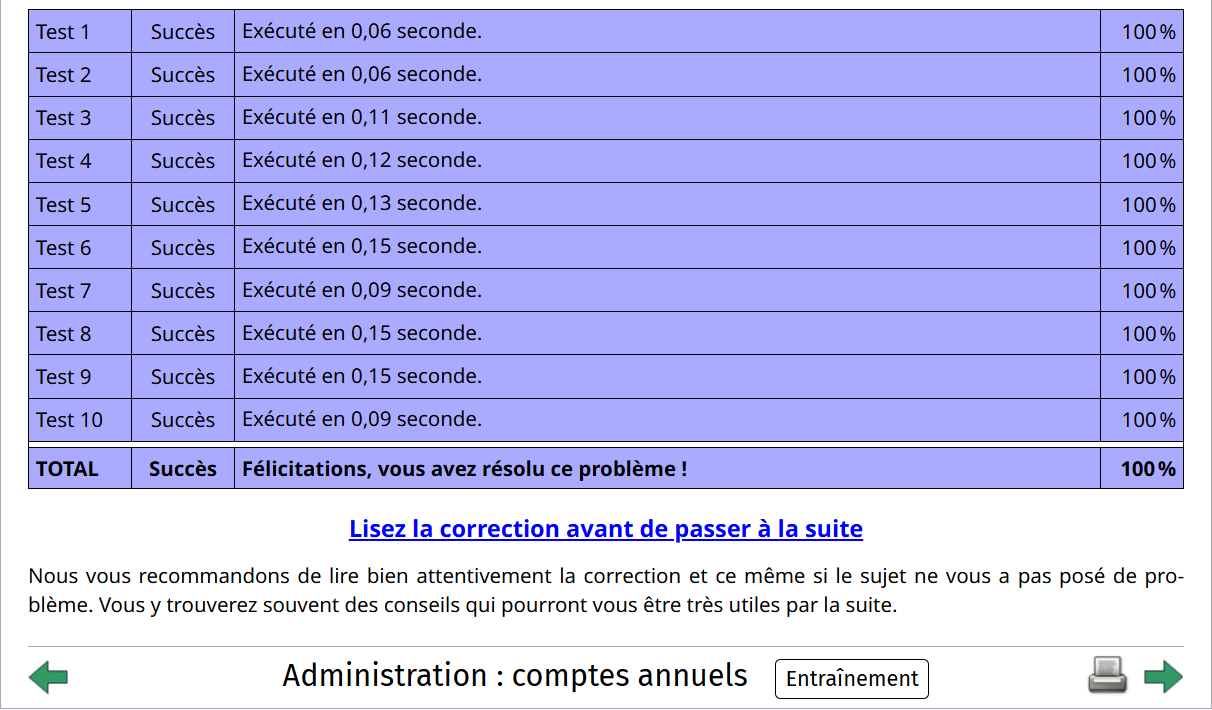 Test 1 Succès Exécuté en 0,06 seconde. 100 %
Test 2 Succès Exécuté en 0,06 seconde. 100 %
Test 3 Succès Exécuté en 0,11 seconde. 100 %
Test 4 Succès Exécuté en 0,12 seconde. 100 %
Test 5 Succès Exécuté en 0,13 seconde. 100 %
Test 6 Succès Exécuté en 0,15 seconde. 100 %
Test 7 Succès Exécuté en 0,09 seconde. 100 %
Test 8 Succès Exécuté en 0,15 seconde. 100 %
Test 9 Succès Exécuté en 0,15 seconde. 100 %
Test 10 Succès Exécuté en 0,09 seconde. 100 %
TOTAL Succès Félicitations, vous avez résolu ce problème ! 100 %
Lisez la correction avant de passer à la suite
Nous vous recommandons de lire bien attentivement la correction et ce même si le sujet ne vous a pas posé de pro-
blème. Vous y trouverez souvent des conseils qui pourront vous être très utiles par la suite.
Administration : comptes annuels Entraînement